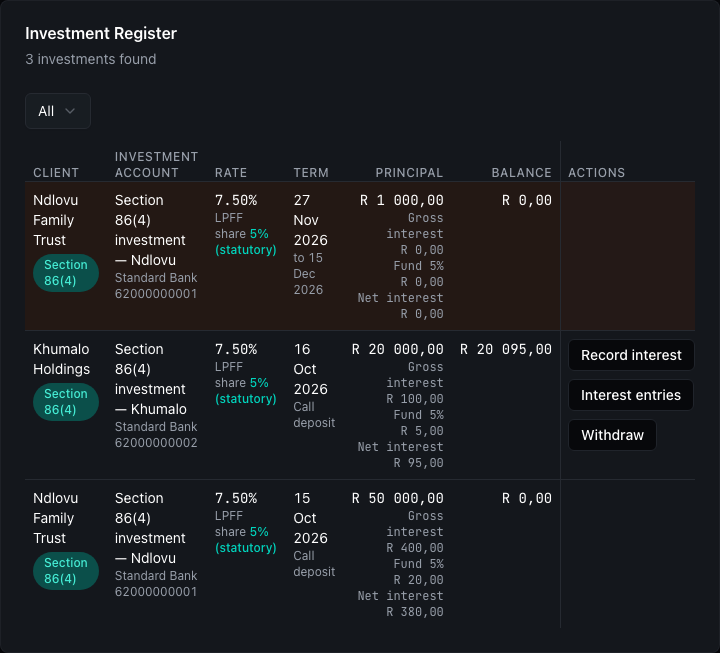 Investment Register
3 investments found
All
CLIENT
INVESTMENT
ACCOUNT
RATE
TERM
PRINCIPAL
BALANCE
ACTIONS
Ndlovu
Family
Trust
Section
86(4)
Section
86(4)
investment
— Ndlovu
Standard Bank
62000000001
7.50%
LPFF
share 5%
(statutory)
27
Nov
2026
to 15
Dec
2026
R 1 000,00
Gross
interest
R 0,00
Fund 5%
R 0,00
Net interest
R 0,00
R 0,00
Khumalo
Holdings
Section
86(4)
Section
86(4)
investment
— Khumalo
Standard Bank
62000000002
7.50%
LPFF
share 5%
(statutory)
16
Oct
2026
Call
deposit
R 20 000,00
Gross
interest
R 100,00
Fund 5%
R 5,00
Net interest
R 95,00
R 20 095,00
Record interest
Interest entries
Withdraw
Ndlovu
Family
Trust
Section
86(4)
Section
86(4)
investment
— Ndlovu
Standard Bank
62000000001
7.50%
LPFF
share 5%
(statutory)
15
Oct
2026
Call
deposit
R 50 000,00
Gross
interest
R 400,00
Fund 5%
R 20,00
Net interest
R 380,00
R 0,00